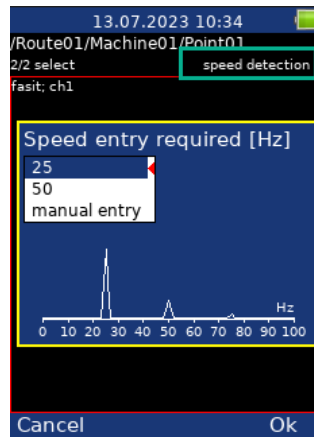 13.07.2023 10:34
/Route01/Machine01/Point01
2/2 select speed detection
fasit; ch1
Speed entry required [Hz]
25
50
manual entry
Hz
0 10 20 30 40 50 60 70 80 90 100
Cancel Ok